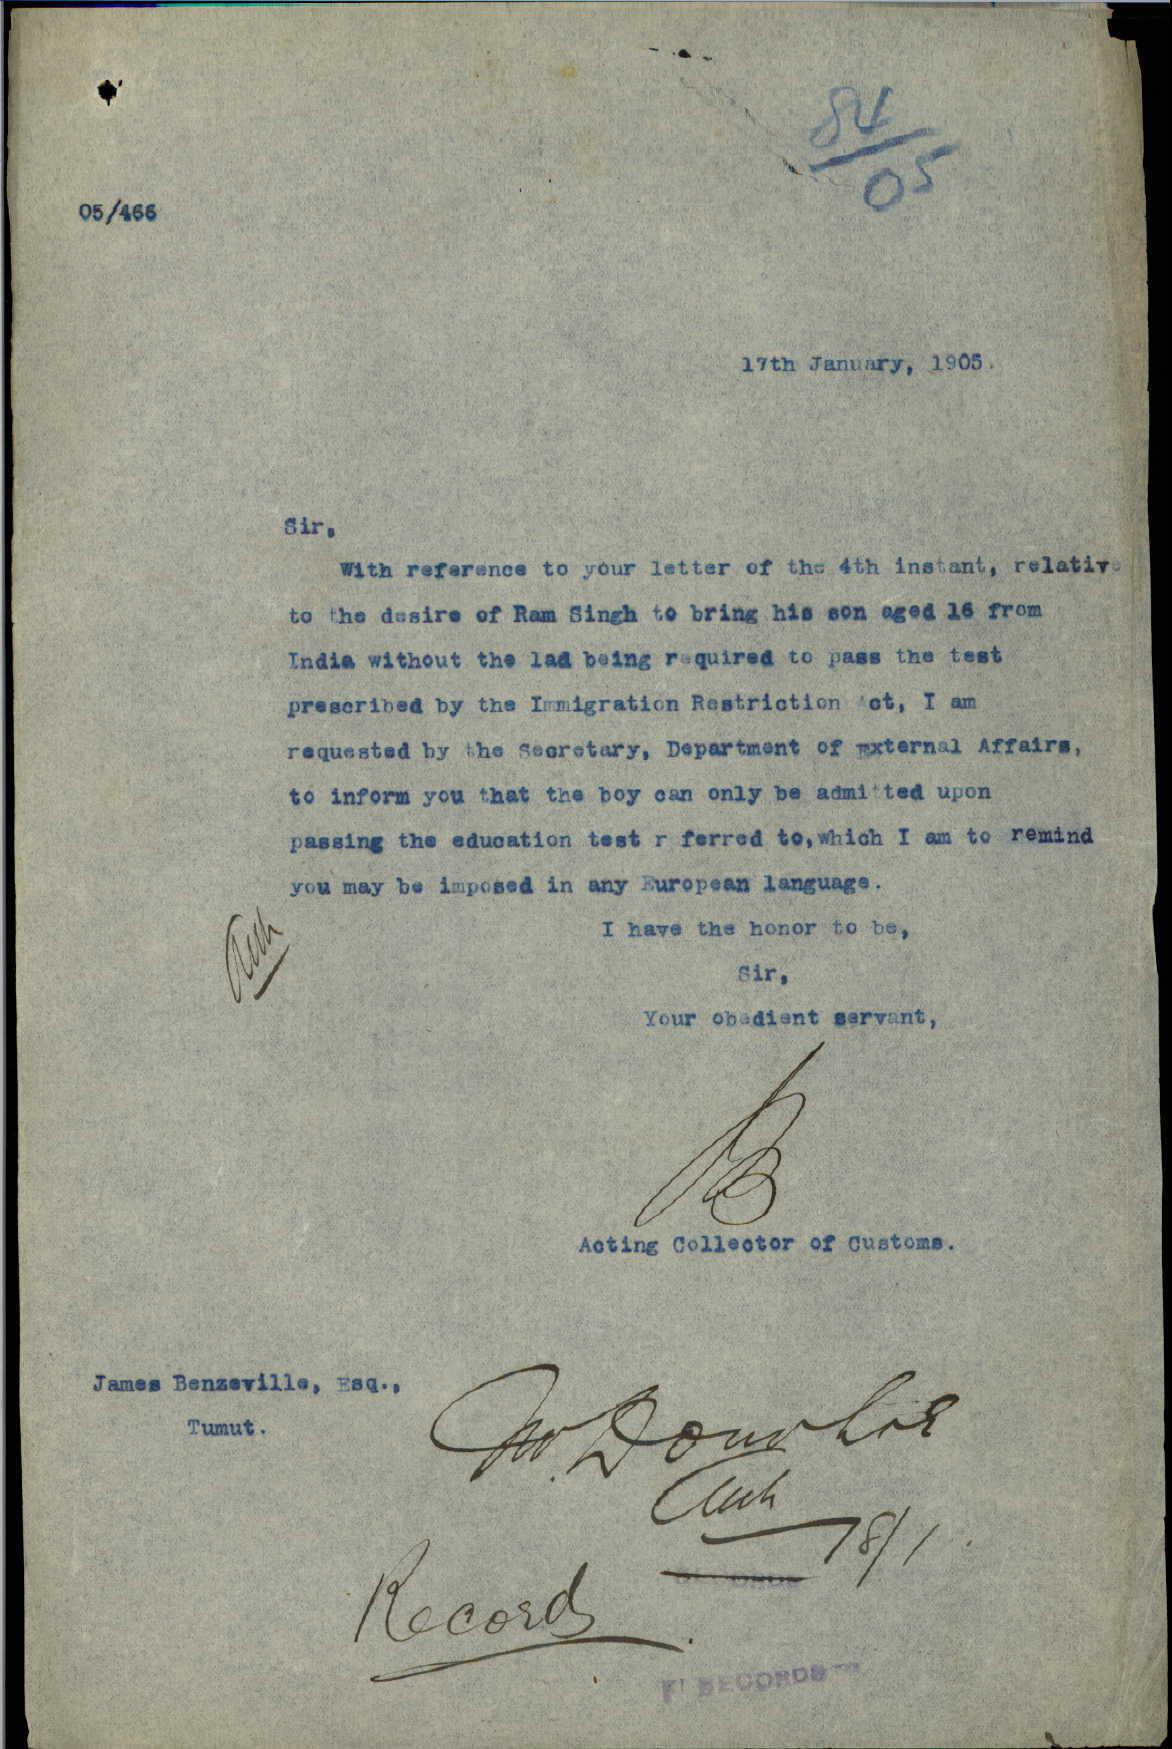 84/05
05/466
17th January, 1905.
Sir,
With reference to your letter of the 4th instant, relative
to the desire of Ram Singh to bring his son aged 16 from
India without the lad being required to pass the test
prescribed by the Immigration Restriction Act, I am
requested by the Secretary, Department of External Affairs,
to inform you that the boy can only be admitted upon
passing the education test r ferred to,which I am to remind
you may be imposed in any European language.
I have the honor to be,
Sir,
Your obedient servant,
Acting Collector of Customs.
James Benzeville, Esq.,
Tumut.
18/1.
Records.
RECORDS